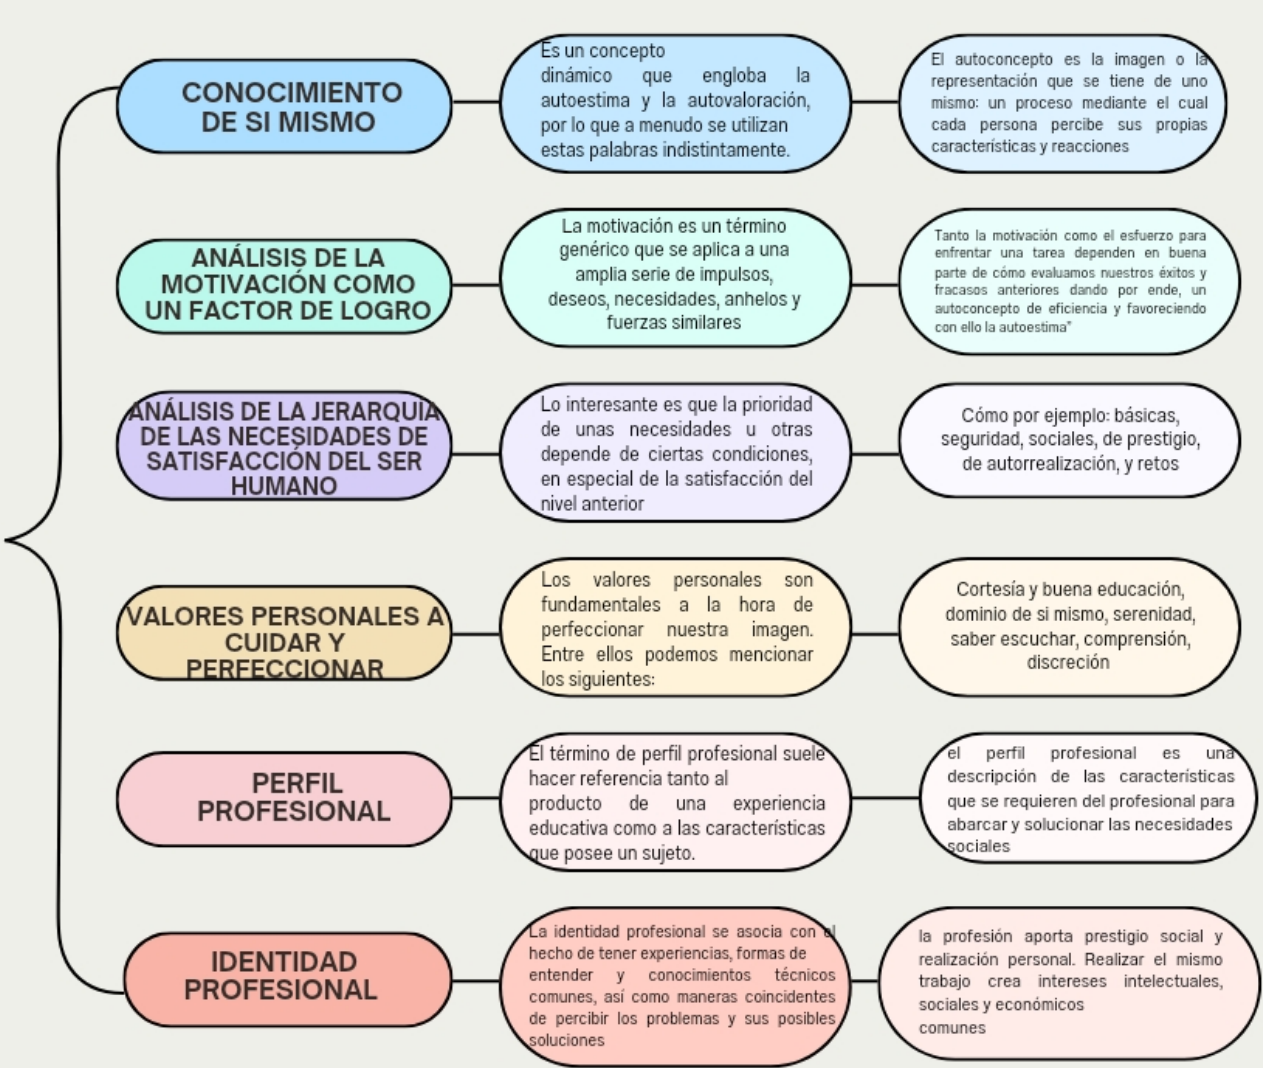 CONOCIMIENTO
DE SI MISMO
Es un concepto
dinámico que engloba la
autoestima y la autovaloración,
por lo que a menudo se utilizan
estas palabras indistintamente.
El autoconcepto es la imagen o la
representación que se tiene de uno
mismo: un proceso mediante el cual
cada persona percibe sus propias
características y reacciones
ANÁLISIS DE LA
MOTIVACIÓN COMO
UN FACTOR DE LOGRO
La motivación es un término
genérico que se aplica a una
amplia serie de impulsos,
deseos, necesidades, anhelos y
fuerzas similares
Tanto la motivación como el esfuerzo para
enfrentar una tarea dependen en buena
parte de cómo evaluamos nuestros éxitos y
fracasos anteriores dando por ende, un
autoconcepto de eficiencia y favoreciendo
con ello la autoestima"
ANÁLISIS DE LA JERARQUÍA
DE LAS NECESIDADES DE
SATISFACCIÓN DEL SER
HUMANO
Lo interesante es que la prioridad
de unas necesidades u otras
depende de ciertas condiciones,
en especial de la satisfacción del
nivel anterior
Cómo por ejemplo: básicas,
seguridad, sociales, de prestigio,
de autorrealización, y retos
VALORES PERSONALES A
CUIDAR Y
PERFECCIONAR
Los valores personales son
fundamentales a la hora de
perfeccionar nuestra imagen.
Entre ellos podemos mencionar
los siguientes:
Cortesía y buena educación,
dominio de si mismo, serenidad,
saber escuchar, comprensión,
discreción
PERFIL
PROFESIONAL
El término de perfil profesional suele
hacer referencia tanto al
producto de una experiencia
educativa como a las características
que posee un sujeto.
el perfil profesional es una
descripción de las características
que se requieren del profesional para
abarcar y solucionar las necesidades
sociales
IDENTIDAD
PROFESIONAL
La identidad profesional se asocia con el
hecho de tener experiencias, formas de
entender y conocimientos técnicos
comunes, así como maneras coincidentes
de percibir los problemas y sus posibles
soluciones
la profesión aporta prestigio social y
realización personal. Realizar el mismo
trabajo crea intereses intelectuales,
sociales y económicos
comunes